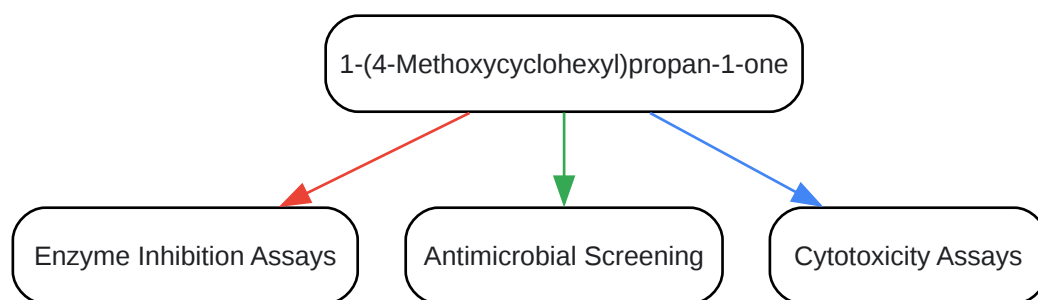 1-(4-Methoxycyclohexyl)propan-1-one
Enzyme Inhibition Assays
Antimicrobial Screening
Cytotoxicity Assays